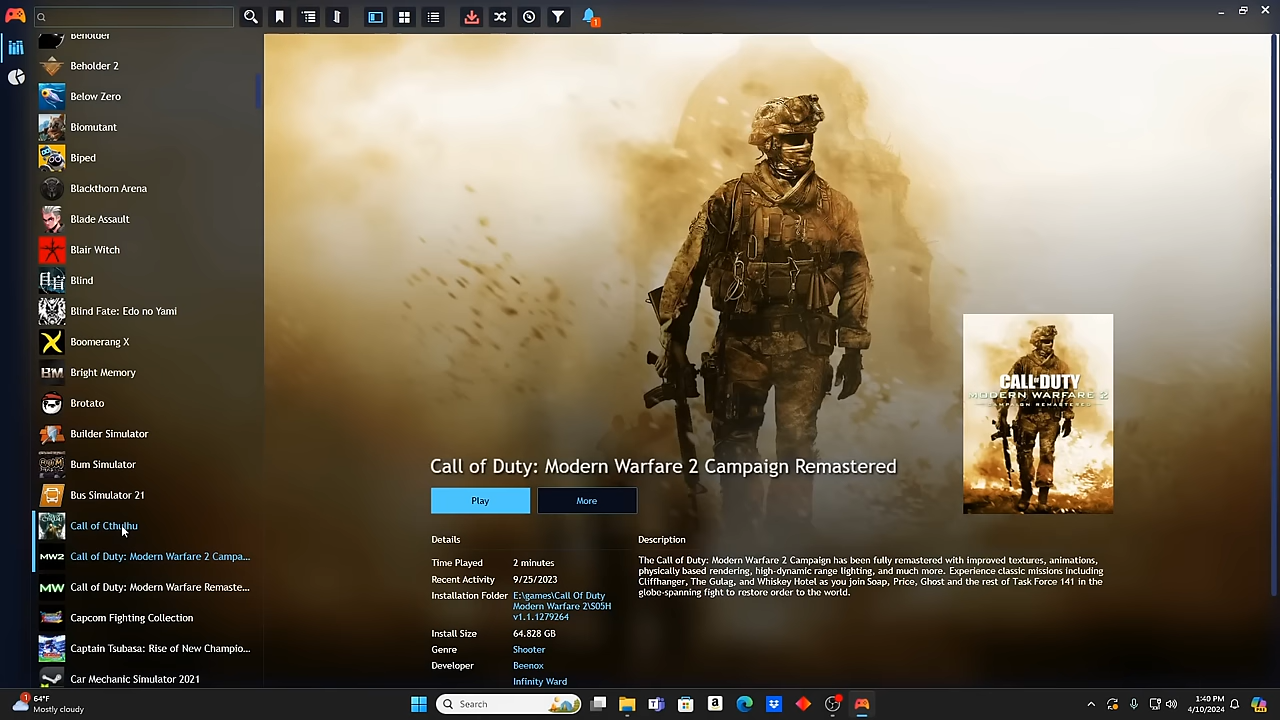 Beholder
Beholder 2
Below Zero
Biomutant
Biped
Blackthorn Arena
Blade Assault
Blair Witch
Blind
Blind Fate: Edo no Yami
Boomerang X
BM
Bright Memory
Brotato
Builder Simulator
BUM
Bum Simulator
Bus Simulator 21
Call of Cthulhu
MW2
Call of Duty: Modern Warfare 2 Campa...
MW
Call of Duty: Modern Warfare Remaste...
Capcom Fighting Collection
Captain Tsubasa: Rise of New Champio...
Car Mechanic Simulator 2021
1
CALL OF DUTY
MODERN WARFARE 2
CAMPAIGN REMASTERED
Call of Duty: Modern Warfare 2 Campaign Remastered
Play
More
Details
Time Played 2 minutes
Recent Activity 9/25/2023
Installation Folder E:\games\Call Of Duty
Modern Warfare 2\S05H
v1.1.1279264
Install Size 64.828 GB
Genre Shooter
Developer Beenox
Infinity Ward
Description
The Call of Duty: Modern Warfare 2 Campaign has been fully remastered with improved textures, animations,
physically based rendering, high-dynamic range lighting, and much more. Experience classic missions including
Cliffhanger, The Gulag, and Whiskey Hotel as you join Soap, Price, Ghost and the rest of Task Force 141 in the
globe-spanning fight to restore order to the world.
1
64°F
Mostly cloudy
Search
1:40 PM
4/10/2024